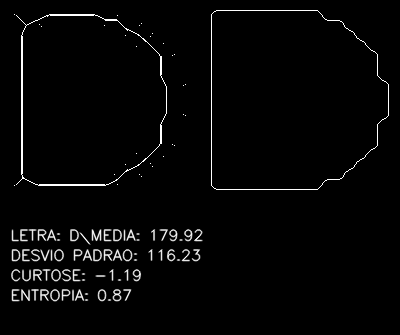 LETRA: D\MEDIA: 179.92
DESVIO PADRAO: 116.23
CURTOSE: -1.19
ENTROPIA: 0.87